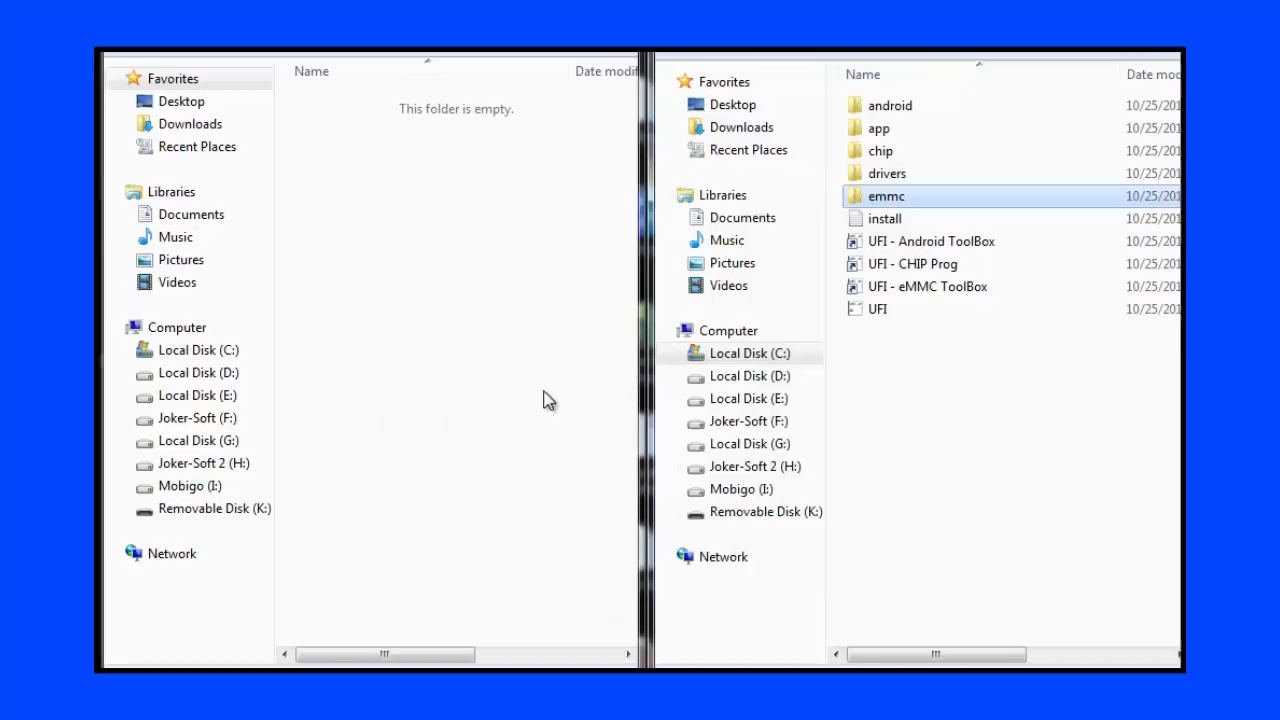 Favorites
Desktop
Downloads
Recent Places
Libraries
Documents
Music
Pictures
Videos
Computer
Local Disk (C:)
Local Disk (D:)
Local Disk (E:)
Joker-Soft (F:)
Local Disk (G:)
Joker-Soft 2 (H:)
Mobigo (I:)
Removable Disk (K:)
Network
Name Date modif
This folder is empty.
Favorites
Desktop
Downloads
Recent Places
Libraries
Documents
Music
Pictures
Videos
Computer
Local Disk (C:)
Local Disk (D:)
Local Disk (E:)
Joker-Soft (F:)
Local Disk (G:)
Joker-Soft 2 (H:)
Mobigo (I:)
Removable Disk (K:)
Network
Name Date moc
android 10/25/201
app 10/25/201
chip 10/25/201
drivers 10/25/201
emmc 10/25/201
install 10/25/201
UFI - Android ToolBox 10/25/201
UFI - CHIP Prog 10/25/201
UFI - eMMC ToolBox 10/25/201
UFI 10/25/201